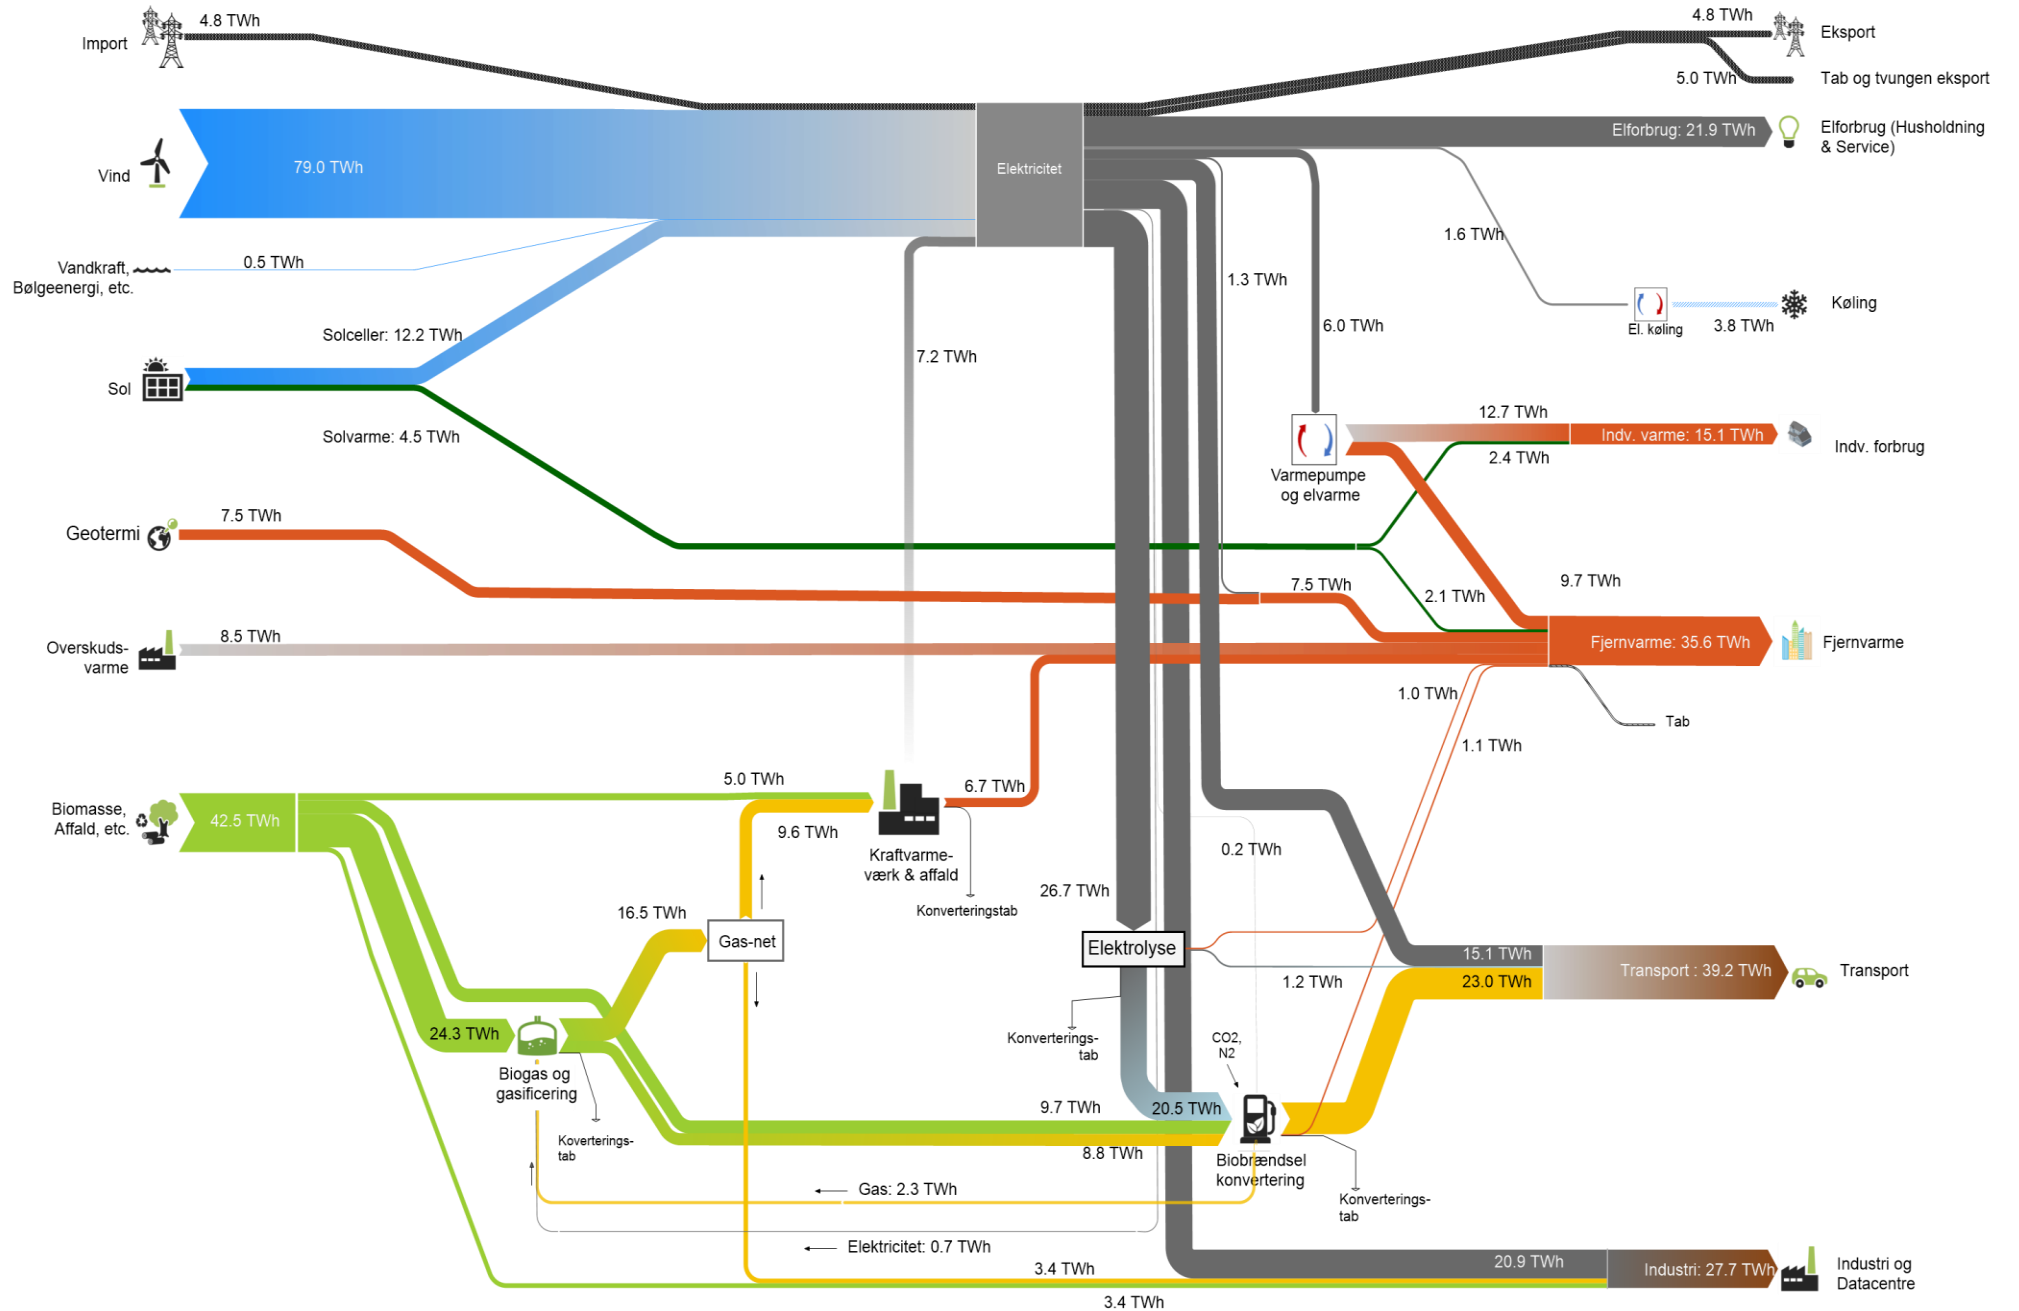 4.8 TWh
Import
4.8 TWh
Eksport
5.0 TWh
Tab og tvungen eksport
79.0 TWh
Vind
Elektricitet
Elforbrug: 21.9 TWh
Elforbrug (Husholdning
& Service)
1.6 TWh
Vandkraft,
Bølgeenergi, etc.
0.5 TWh
1.3 TWh
6.0 TWh
El. køling
3.8 TWh
Køling
Solceller: 12.2 TWh
7.2 TWh
Sol
Solvarme: 4.5 TWh
12.7 TWh
Indv. varme: 15.1 TWh
Indv. forbrug
2.4 TWh
Varmepumpe
og elvarme
Geotermi
7.5 TWh
7.5 TWh
9.7 TWh
2.1 TWh
Overskuds-
varme
8.5 TWh
Fjernvarme: 35.6 TWh
Fjernvarme
1.0 TWh
Tab
1.1 TWh
Biomasse,
Affald, etc.
42.5 TWh
5.0 TWh
9.6 TWh
6.7 TWh
Kraftvarme-
værk & affald
Konverteringstab
0.2 TWh
26.7 TWh
16.5 TWh
Gas-net
Elektrolyse
15.1 TWh
23.0 TWh
Transport : 39.2 TWh
Transport
1.2 TWh
24.3 TWh
Biogas og
gasificering
Koverterings-
tab
Konverterings-
tab
CO2,
N2
9.7 TWh
20.5 TWh
8.8 TWh
Biobrændsel
konvertering
Konverterings-
tab
Gas: 2.3 TWh
Elektricitet: 0.7 TWh
3.4 TWh
3.4 TWh
20.9 TWh
Industri: 27.7 TWh
Industri og
Datacentre